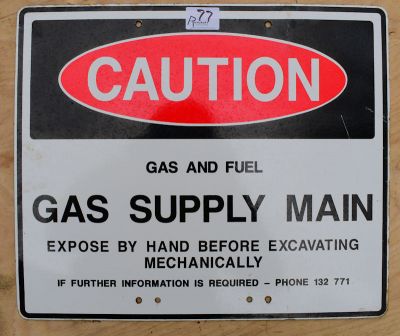 77
CAUTION
GAS AND FUEL
GAS SUPPLY MAIN
EXPOSE BY HAND BEFORE EXCAVATING
MECHANICALLY
IF FURTHER INFORMATION IS REQUIRED – PHONE 132 771